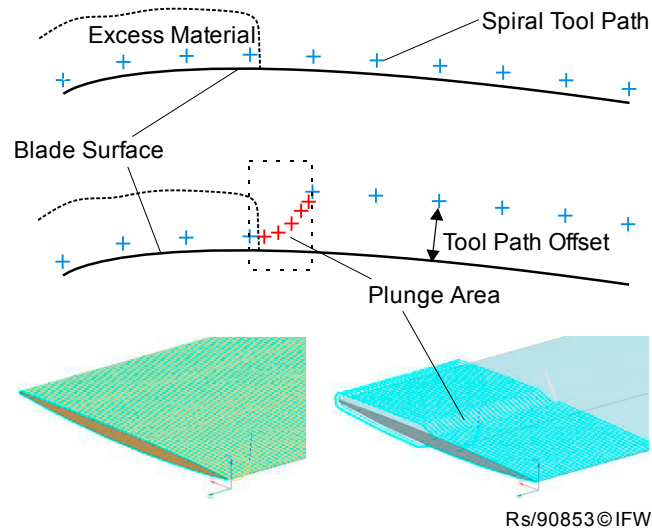 Excess Material
Spiral Tool Path
Blade Surface
Tool Path Offset
Plunge Area
Rs/90853©IFW